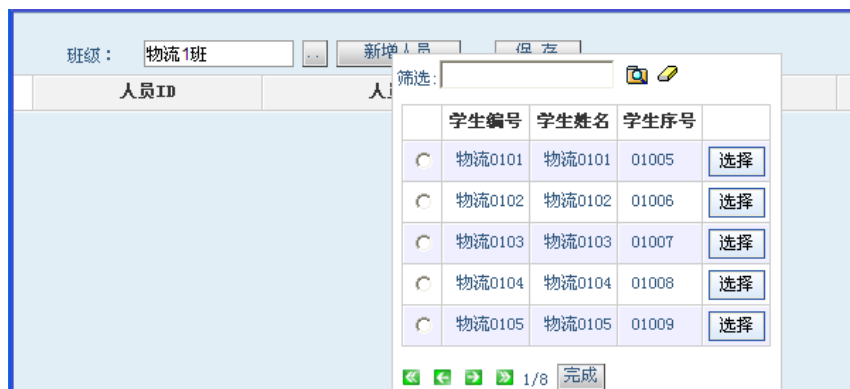 班级： 物流1班 .. 新增人员 保 存
人员ID 人
筛选:
学生编号 学生姓名 学生序号
物流0101 物流0101 01005 选择
物流0102 物流0102 01006 选择
物流0103 物流0103 01007 选择
物流0104 物流0104 01008 选择
物流0105 物流0105 01009 选择
1/8 完成